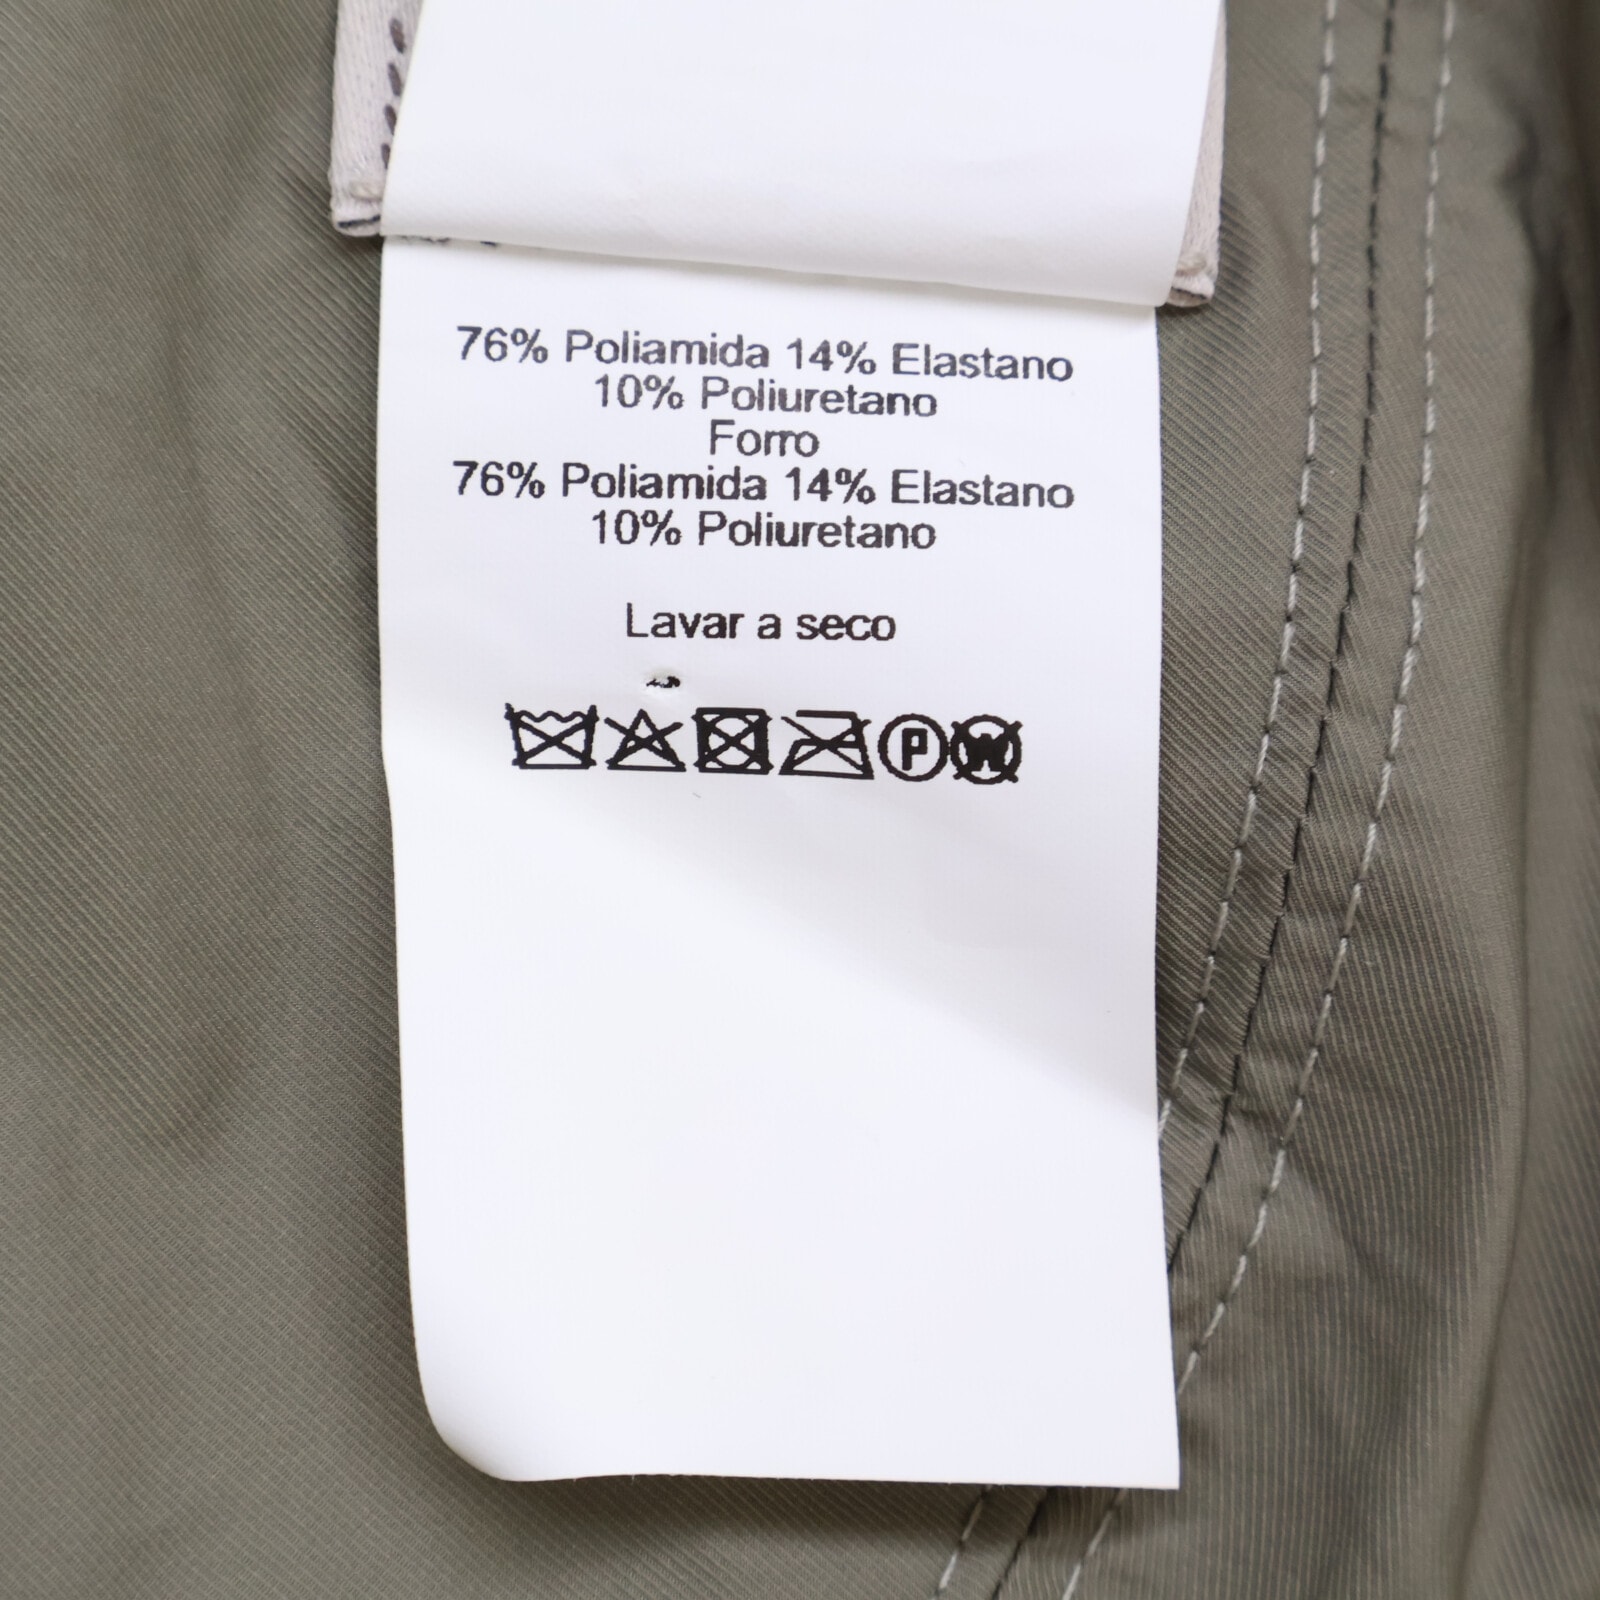 76% Poliamida 14% Elastano
10% Poliuretano
Forro
76% Poliamida 14% Elastano
10% Poliuretano
Lavar a seco
P W